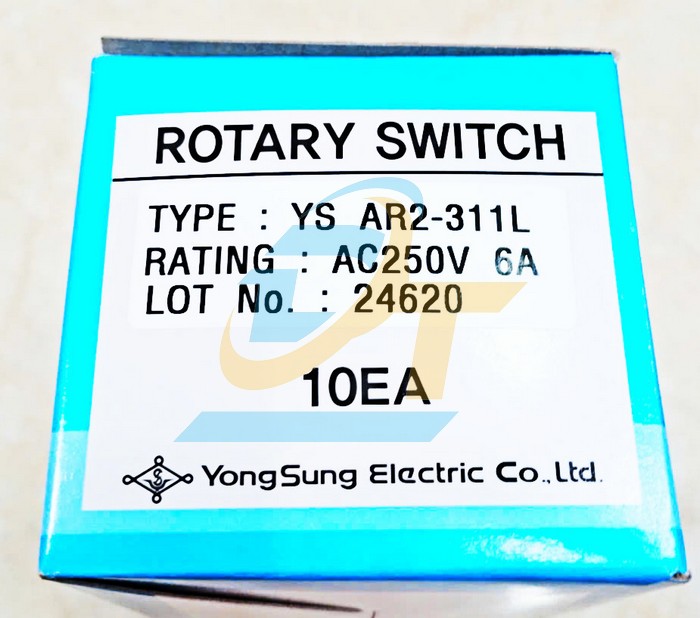 ROTARY SWITCH
TYPE : YS AR2-311L
RATING : AC250V 6A
LOT No. : 24620
10EA
YongSung Electric Co.,Ltd.